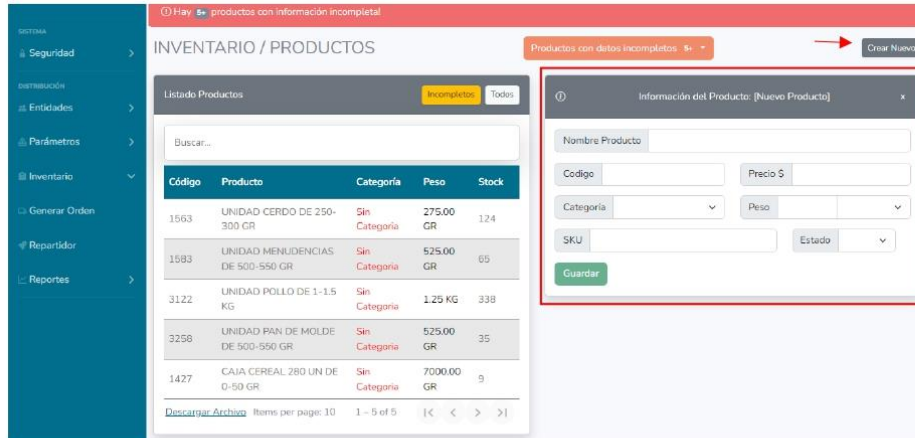 Hay 5+ productos con información incompleta!
SISTEMA
Seguridad
DISTRIBUCIÓN
Entidades
Parámetros
Inventario
Generar Orden
Repartidor
Reportes
INVENTARIO / PRODUCTOS
Productos con datos incompletos 5+
Crear Nuevo
Listado Productos Incompletos Todos
Buscar...
Código Producto Categoría Peso Stock
1563 UNIDAD CERDO DE 250-300 GR Sin Categoria 275.00 GR 124
1583 UNIDAD MENUDENCIAS DE 500-550 GR Sin Categoria 525.00 GR 65
3122 UNIDAD POLLO DE 1-1.5 KG Sin Categoria 1.25 KG 338
3258 UNIDAD PAN DE MOLDE DE 500-550 GR Sin Categoria 525.00 GR 35
1427 CAJA CEREAL 280 UN DE 0-50 GR Sin Categoria 7000.00 GR 9
Descargar Archivo Items per page: 10 1 – 5 of 5
Información del Producto: [Nuevo Producto] x
Nombre Producto
Codigo Precio $
Categoría Peso
SKU Estado
Guardar